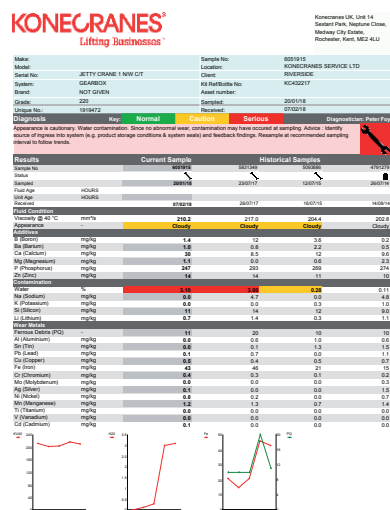 KONECRANES®
Lifting Businesses™
Konecranes UK, Unit 14
Sextant Park, Neptune Close,
Medway City Estate,
Rochester, Kent, ME2 4LU
Make: Sample No: 6051915
Model: Location: KONECRANES SERVICE LTD
Serial No: JETTY CRANE 1 N/W C/T Client: RIVERSIDE
System: GEARBOX Kit Ref/Bottle No: KC432217
Brand: NOT GIVEN Asset number:
Grade: 220 Sampled: 20/01/18
Unique No.: 1919472 Received: 07/02/18
Diagnosis Key: Normal Caution Serious Diagnostician: Peter Foy
Appearance is cautionary. Water contamination. Since no abnormal wear, contamination may have occured at sampling. Advice : Identify
source of ingress into system (e.g. product storage conditions & system seals) and feedback findings. Resample at recommended sampling
interval to follow trends.
Results Current Sample Historical Samples
Sample No 6051915 5821349 5093886 4791276
Status
Sampled 20/01/18 23/07/17 12/07/15 26/07/14
Fluid Age HOURS
Unit Age HOURS
Received 07/02/18 28/07/17 16/07/15 14/08/14
Fluid Condition
Viscosity @ 40 °C mm²/s 210.2 217.0 204.4 202.8
Appearance - Cloudy Cloudy Cloudy Cloudy
Additives
B (Boron) mg/kg 1.4 12 3.6 0.2
Ba (Barium) mg/kg 1.0 0.8 2.2 0.5
Ca (Calcium) mg/kg 30 8.5 12 9.6
Mg (Magnesium) mg/kg 1.1 0.0 0.6 2.3
P (Phosphorus) mg/kg 247 293 269 274
Zn (Zinc) mg/kg 14 14 11 10
Contamination
Water % 3.10 3.00 0.28 0.11
Na (Sodium) mg/kg 0.0 4.7 0.0 4.8
K (Potassium) mg/kg 0.0 0.0 0.3 1.0
Si (Silicon) mg/kg 11 14 12 9.0
Li (Lithium) mg/kg 0.7 1.4 0.3 1.1
Wear Metals
Ferrous Debris (PQ) - 11 20 10 10
Al (Aluminium) mg/kg 0.0 0.6 1.0 0.6
Sn (Tin) mg/kg 0.0 0.1 1.3 1.5
Pb (Lead) mg/kg 0.1 0.7 0.0 1.1
Cu (Copper) mg/kg 0.5 0.4 0.5 0.7
Fe (Iron) mg/kg 43 46 21 15
Cr (Chromium) mg/kg 0.4 0.3 0.1 0.2
Mo (Molybdenum) mg/kg 0.0 0.0 0.0 0.3
Ag (Silver) mg/kg 0.1 0.0 0.0 1.5
Ni (Nickel) mg/kg 0.8 0.2 0.0 0.7
Mn (Manganese) mg/kg 1.2 1.3 0.7 1.4
Ti (Titanium) mg/kg 0.0 0.0 0.0 0.0
V (Vanadium) mg/kg 0.0 0.0 0.0 0.0
Cd (Cadmium) mg/kg 0.1 0.0 0.3 0.0
H2O Fe PQ